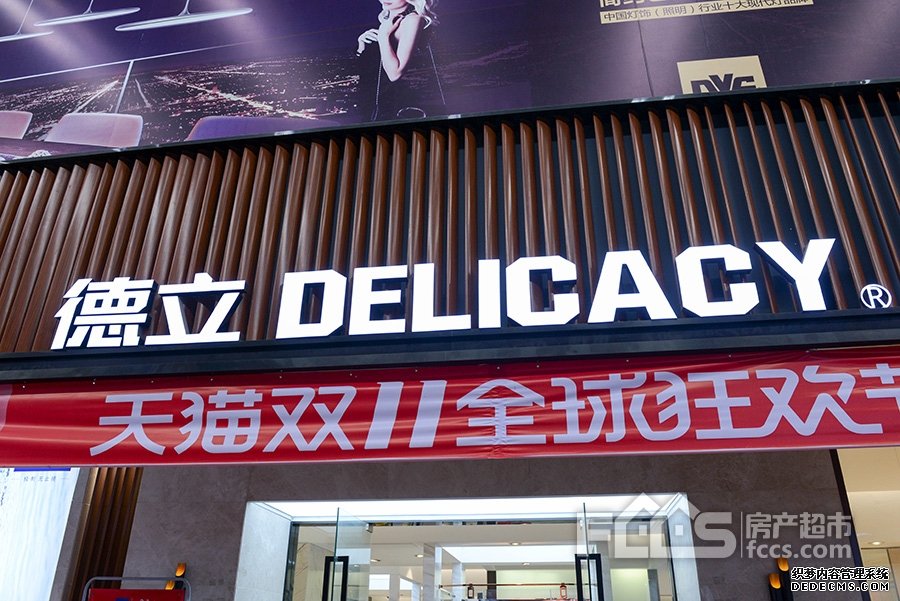 中国灯饰（照明）行业十大现代灯品牌
德立 DELICACY®
天猫双11全球狂欢节
FCCS 房产超市
fccs.com
织梦内容管理系统
DEDECMS.COM